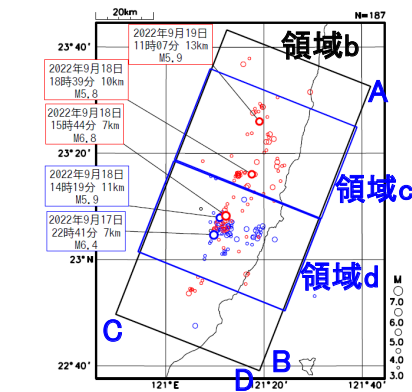 20km
N=187
23°40'
23°20'
23°N
22°40'
121°E
121°20'
2022年9月19日
11時07分 13km
M5.9
2022年9月18日
18時39分 10km
M5.8
2022年9月18日
15時44分 7km
M6.8
2022年9月18日
14時19分 11km
M5.9
2022年9月17日
22時41分 7km
M6.4
領域b
A
領域c
領域d
C
D
B
M
7.0
6.0
5.0
4.0
3.0